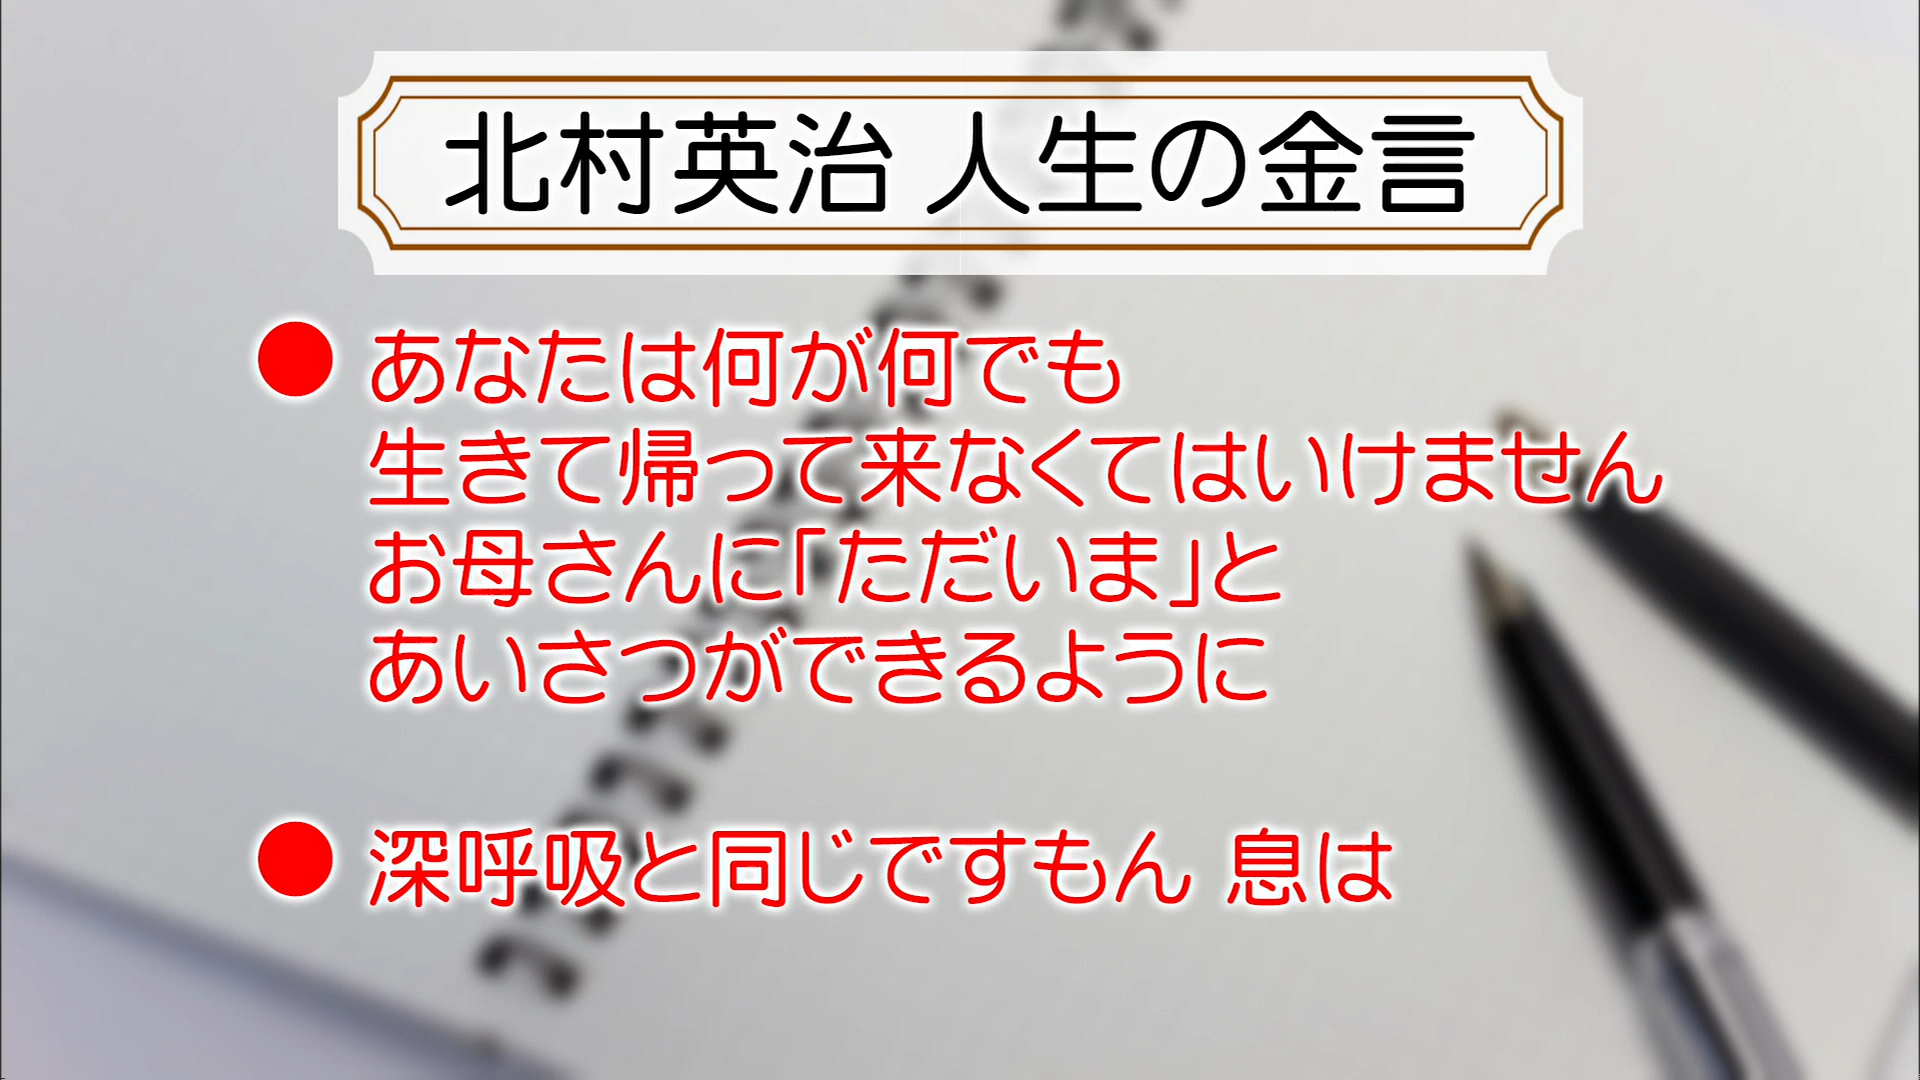 北村英治 人生の金言
● あなたは何が何でも
生きて帰って来なくてはいけません
お母さんに「ただいま」と
あいさつができるように
● 深呼吸と同じですもん 息は